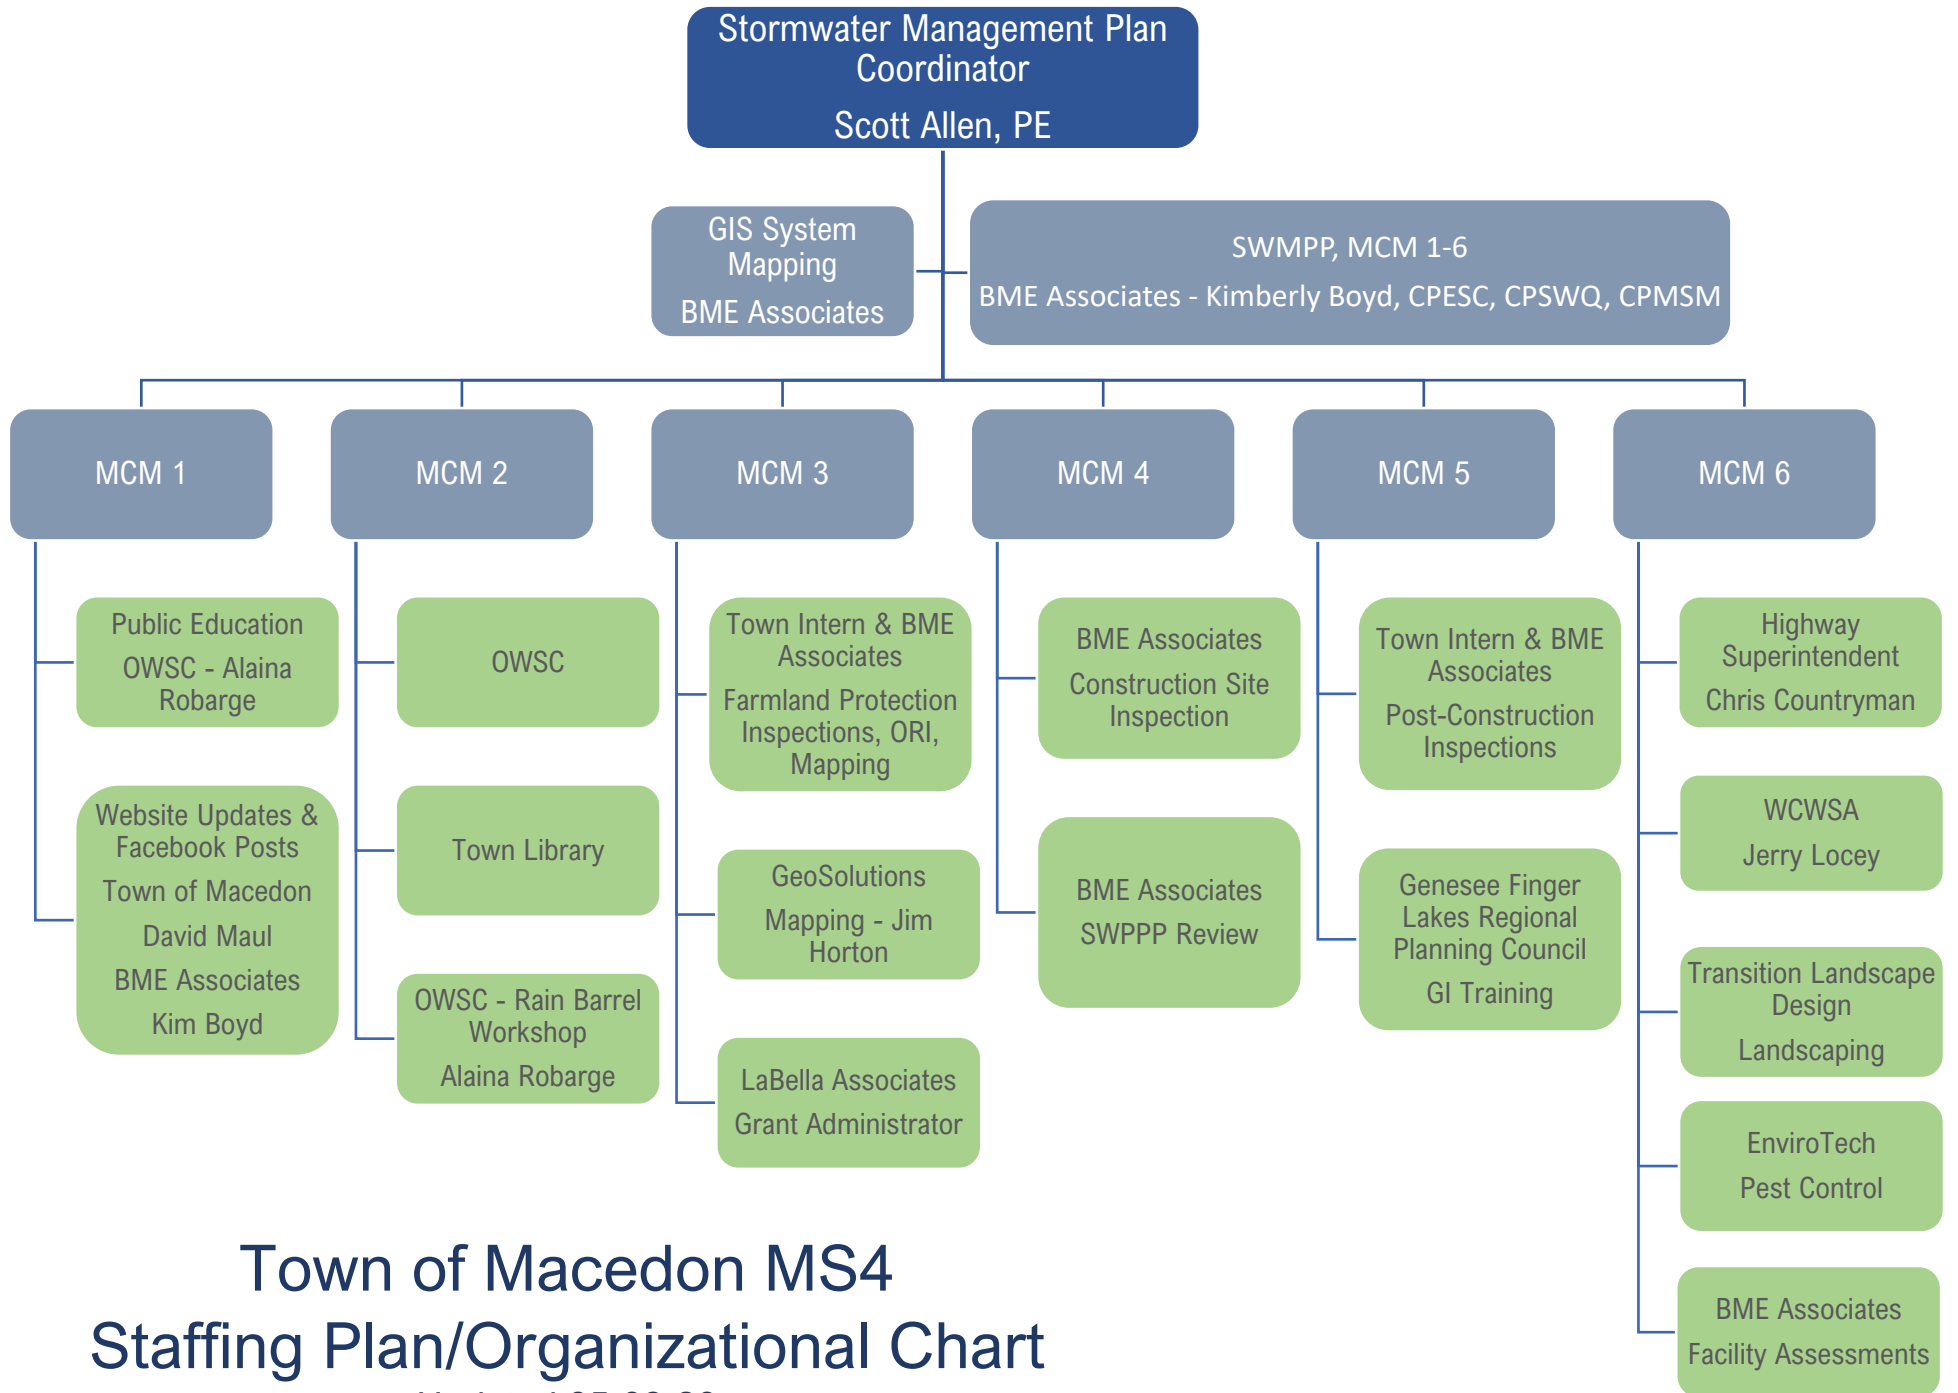 Stormwater Management Plan
Coordinator
Scott Allen, PE
GIS System
Mapping
BME Associates
SWMPP, MCM 1-6
BME Associates - Kimberly Boyd, CPESC, CPSWQ, CPMSM
MCM 1
MCM 2
MCM 3
MCM 4
MCM 5
MCM 6
Public Education
OWSC - Alaina
Robarge
Website Updates &
Facebook Posts
Town of Macedon
David Maul
BME Associates
Kim Boyd
OWSC
Town Library
OWSC - Rain Barrel
Workshop
Alaina Robarge
Town Intern & BME
Associates
Farmland Protection
Inspections, ORI,
Mapping
GeoSolutions
Mapping - Jim
Horton
LaBella Associates
Grant Administrator
BME Associates
Construction Site
Inspection
BME Associates
SWPPP Review
Town Intern & BME
Associates
Post-Construction
Inspections
Genesee Finger
Lakes Regional
Planning Council
GI Training
Highway
Superintendent
Chris Countryman
WCWSA
Jerry Locey
Transition Landscape
Design
Landscaping
EnviroTech
Pest Control
BME Associates
Facility Assessments
Town of Macedon MS4
Staffing Plan/Organizational Chart